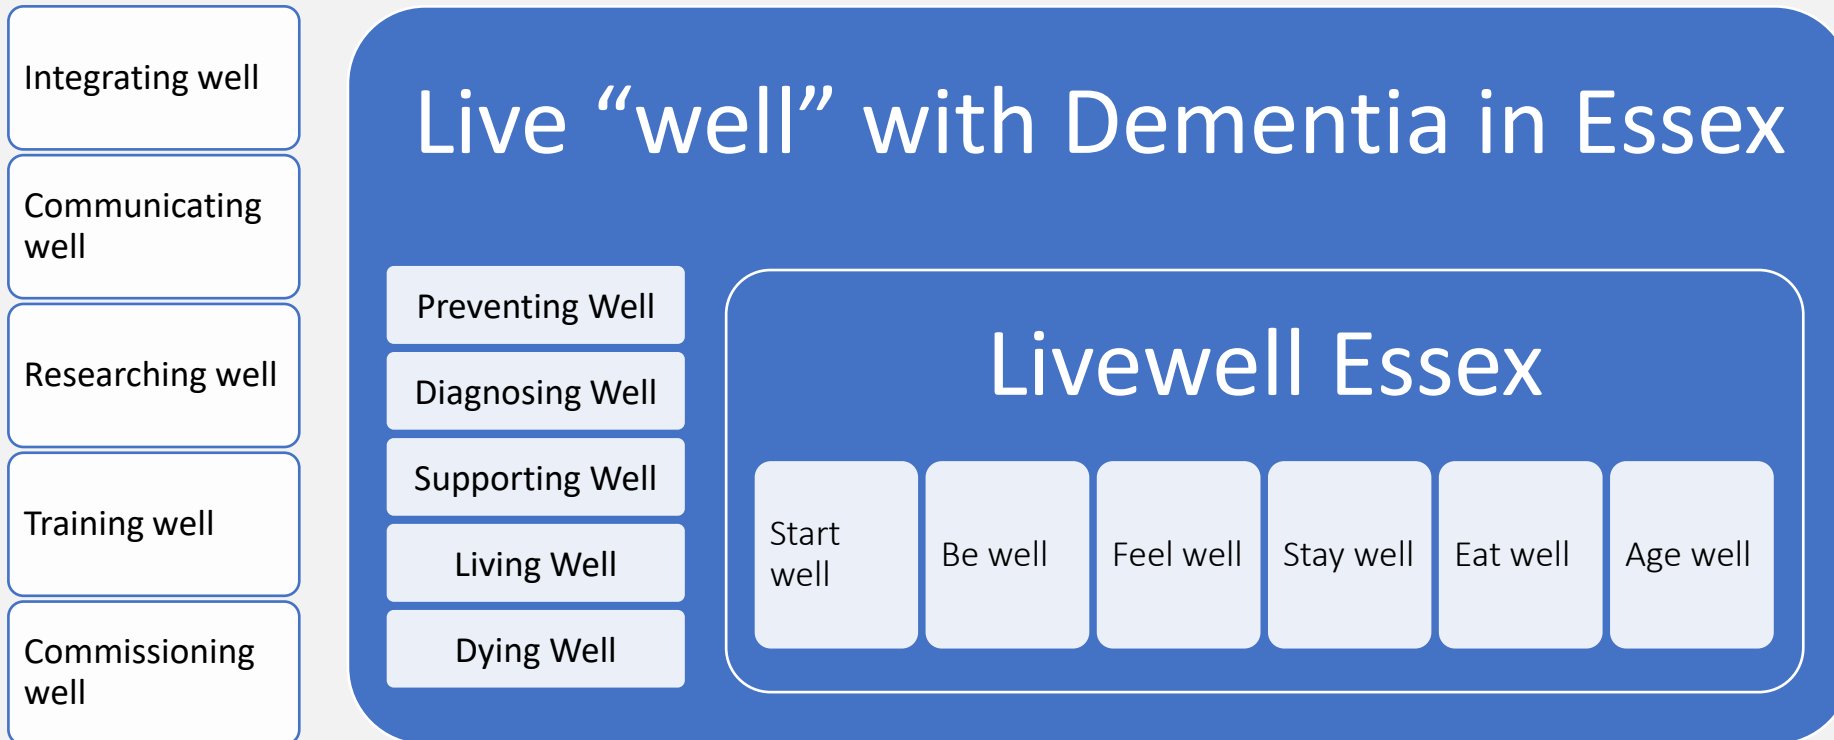 Integrating well
Communicating
well
Researching well
Training well
Commissioning
well
Live “well” with Dementia in Essex
Preventing Well
Diagnosing Well
Supporting Well
Living Well
Dying Well
Livewell Essex
Start
well
Be well
Feel well
Stay well
Eat well
Age well